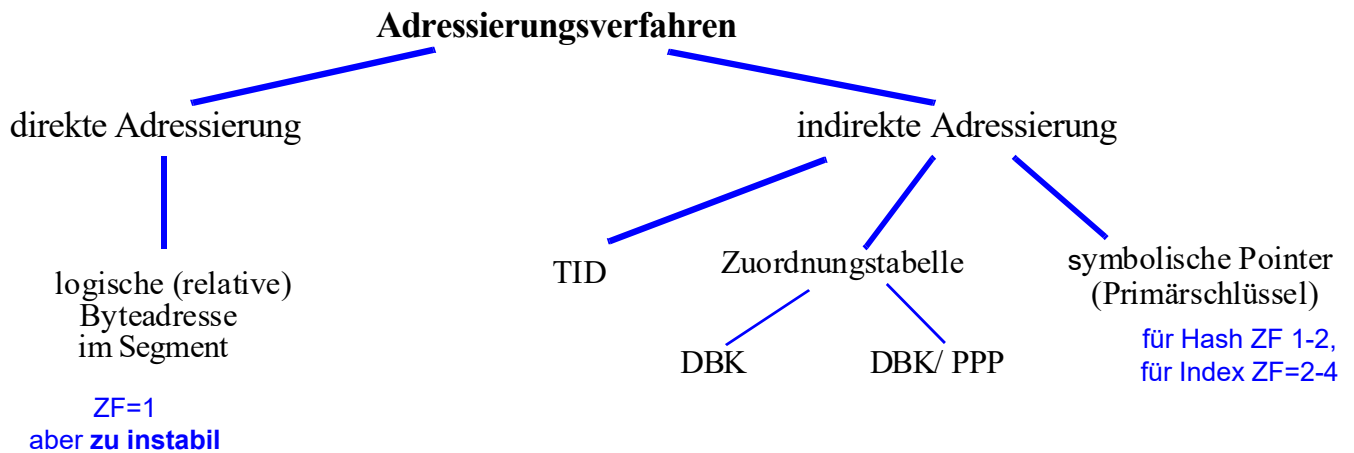 Adressierungsverfahren
direkte Adressierung
indirekte Adressierung
logische (relative)
Byteadresse
im Segment
ZF=1
aber zu instabil
TID
Zuordnungstabelle
DBK
DBK/ PPP
symbolische Pointer
(Primärschlüssel)
für Hash ZF 1-2,
für Index ZF=2-4